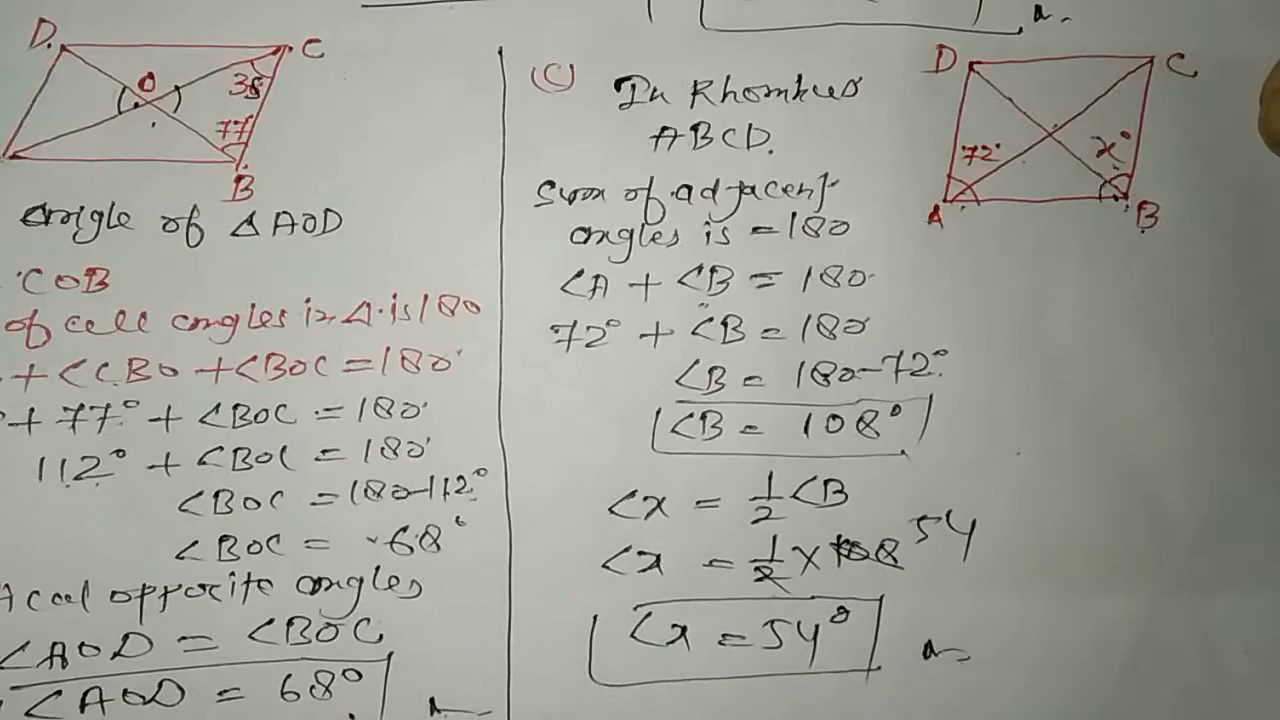 D.
C
O
38
77
B
angle of △AOD
COB
of all angles in △ is 180
+ ∠CBO + ∠BOC = 180
+ 77° + ∠BOC = 180
112° + ∠BOC = 180
∠BOC = 180-112°
∠BOC = 68°
opposite angles
∠AOD = ∠BOC
∠AOD = 68°
(C)
In Rhombus
ABCD.
Sum of adjacent
angles is = 180
∠A + ∠B = 180
72° + ∠B = 180
∠B = 180-72°
∠B = 108°
∠x = 1/2 ∠B
∠x = 1/2 × 108 54
∠x = 54°
D
C
72°
x°
A
B